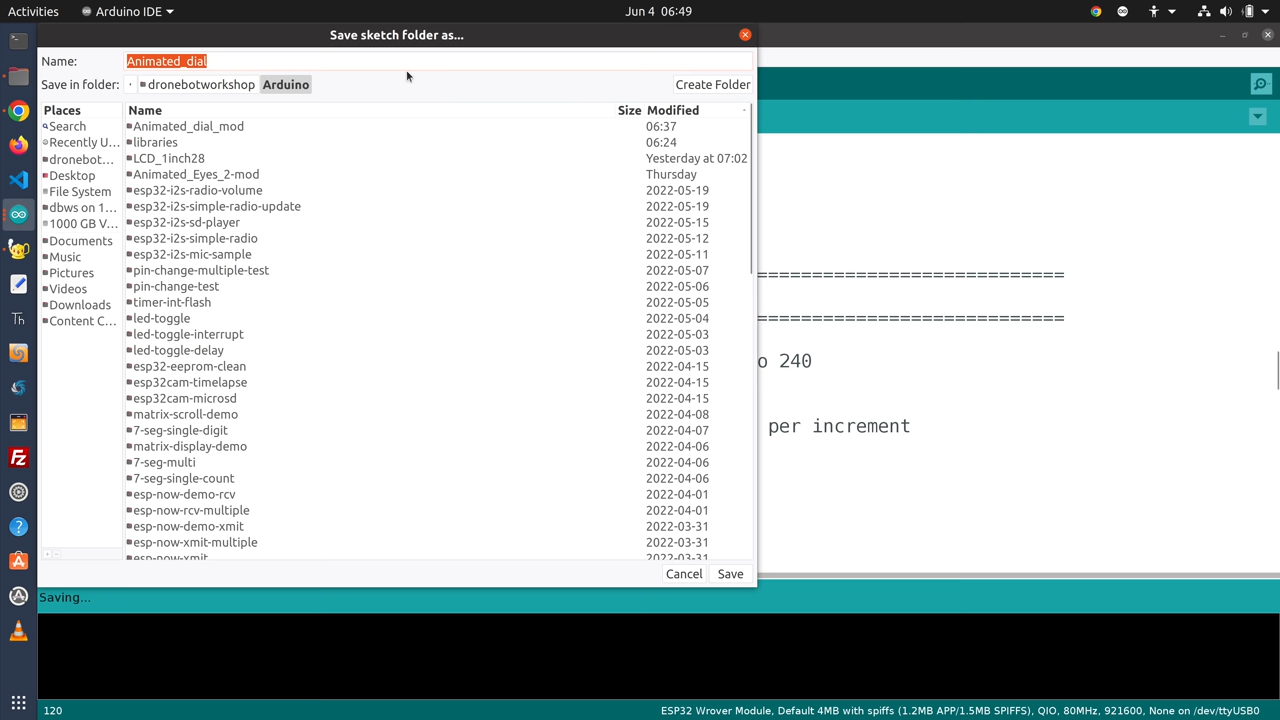 Activities Arduino IDE Jun 4 06:49
Save sketch folder as...
Name: Animated_dial
Save in folder: dronebotworkshop Arduino Create Folder
Places Name Size Modified
Search Animated_dial_mod 06:37
Recently U... libraries 06:24
dronebot... LCD_1inch28 Yesterday at 07:02
Desktop Animated_Eyes_2-mod Thursday
File System esp32-i2s-radio-volume 2022-05-19
dbws on 1... esp32-i2s-simple-radio-update 2022-05-19
1000 GB V... esp32-i2s-sd-player 2022-05-15
Documents esp32-i2s-simple-radio 2022-05-12
Music esp32-i2s-mic-sample 2022-05-11
Pictures pin-change-multiple-test 2022-05-07
Videos pin-change-test 2022-05-06
Downloads timer-int-flash 2022-05-05
Content C... led-toggle 2022-05-04
led-toggle-interrupt 2022-05-03
led-toggle-delay 2022-05-03
esp32-eeprom-clean 2022-04-15
esp32cam-timelapse 2022-04-15
esp32cam-microsd 2022-04-15
matrix-scroll-demo 2022-04-08
7-seg-single-digit 2022-04-07
matrix-display-demo 2022-04-06
7-seg-multi 2022-04-06
7-seg-single-count 2022-04-06
esp-now-demo-rcv 2022-04-01
esp-now-rcv-multiple 2022-04-01
esp-now-demo-xmit 2022-03-31
esp-now-xmit-multiple 2022-03-31
esp-now-xmit 2022-03-31
Cancel Save
============================
============================
o 240
per increment
Saving...
120 ESP32 Wrover Module, Default 4MB with spiffs (1.2MB APP/1.5MB SPIFFS), QIO, 80MHz, 921600, None on /dev/ttyUSB0